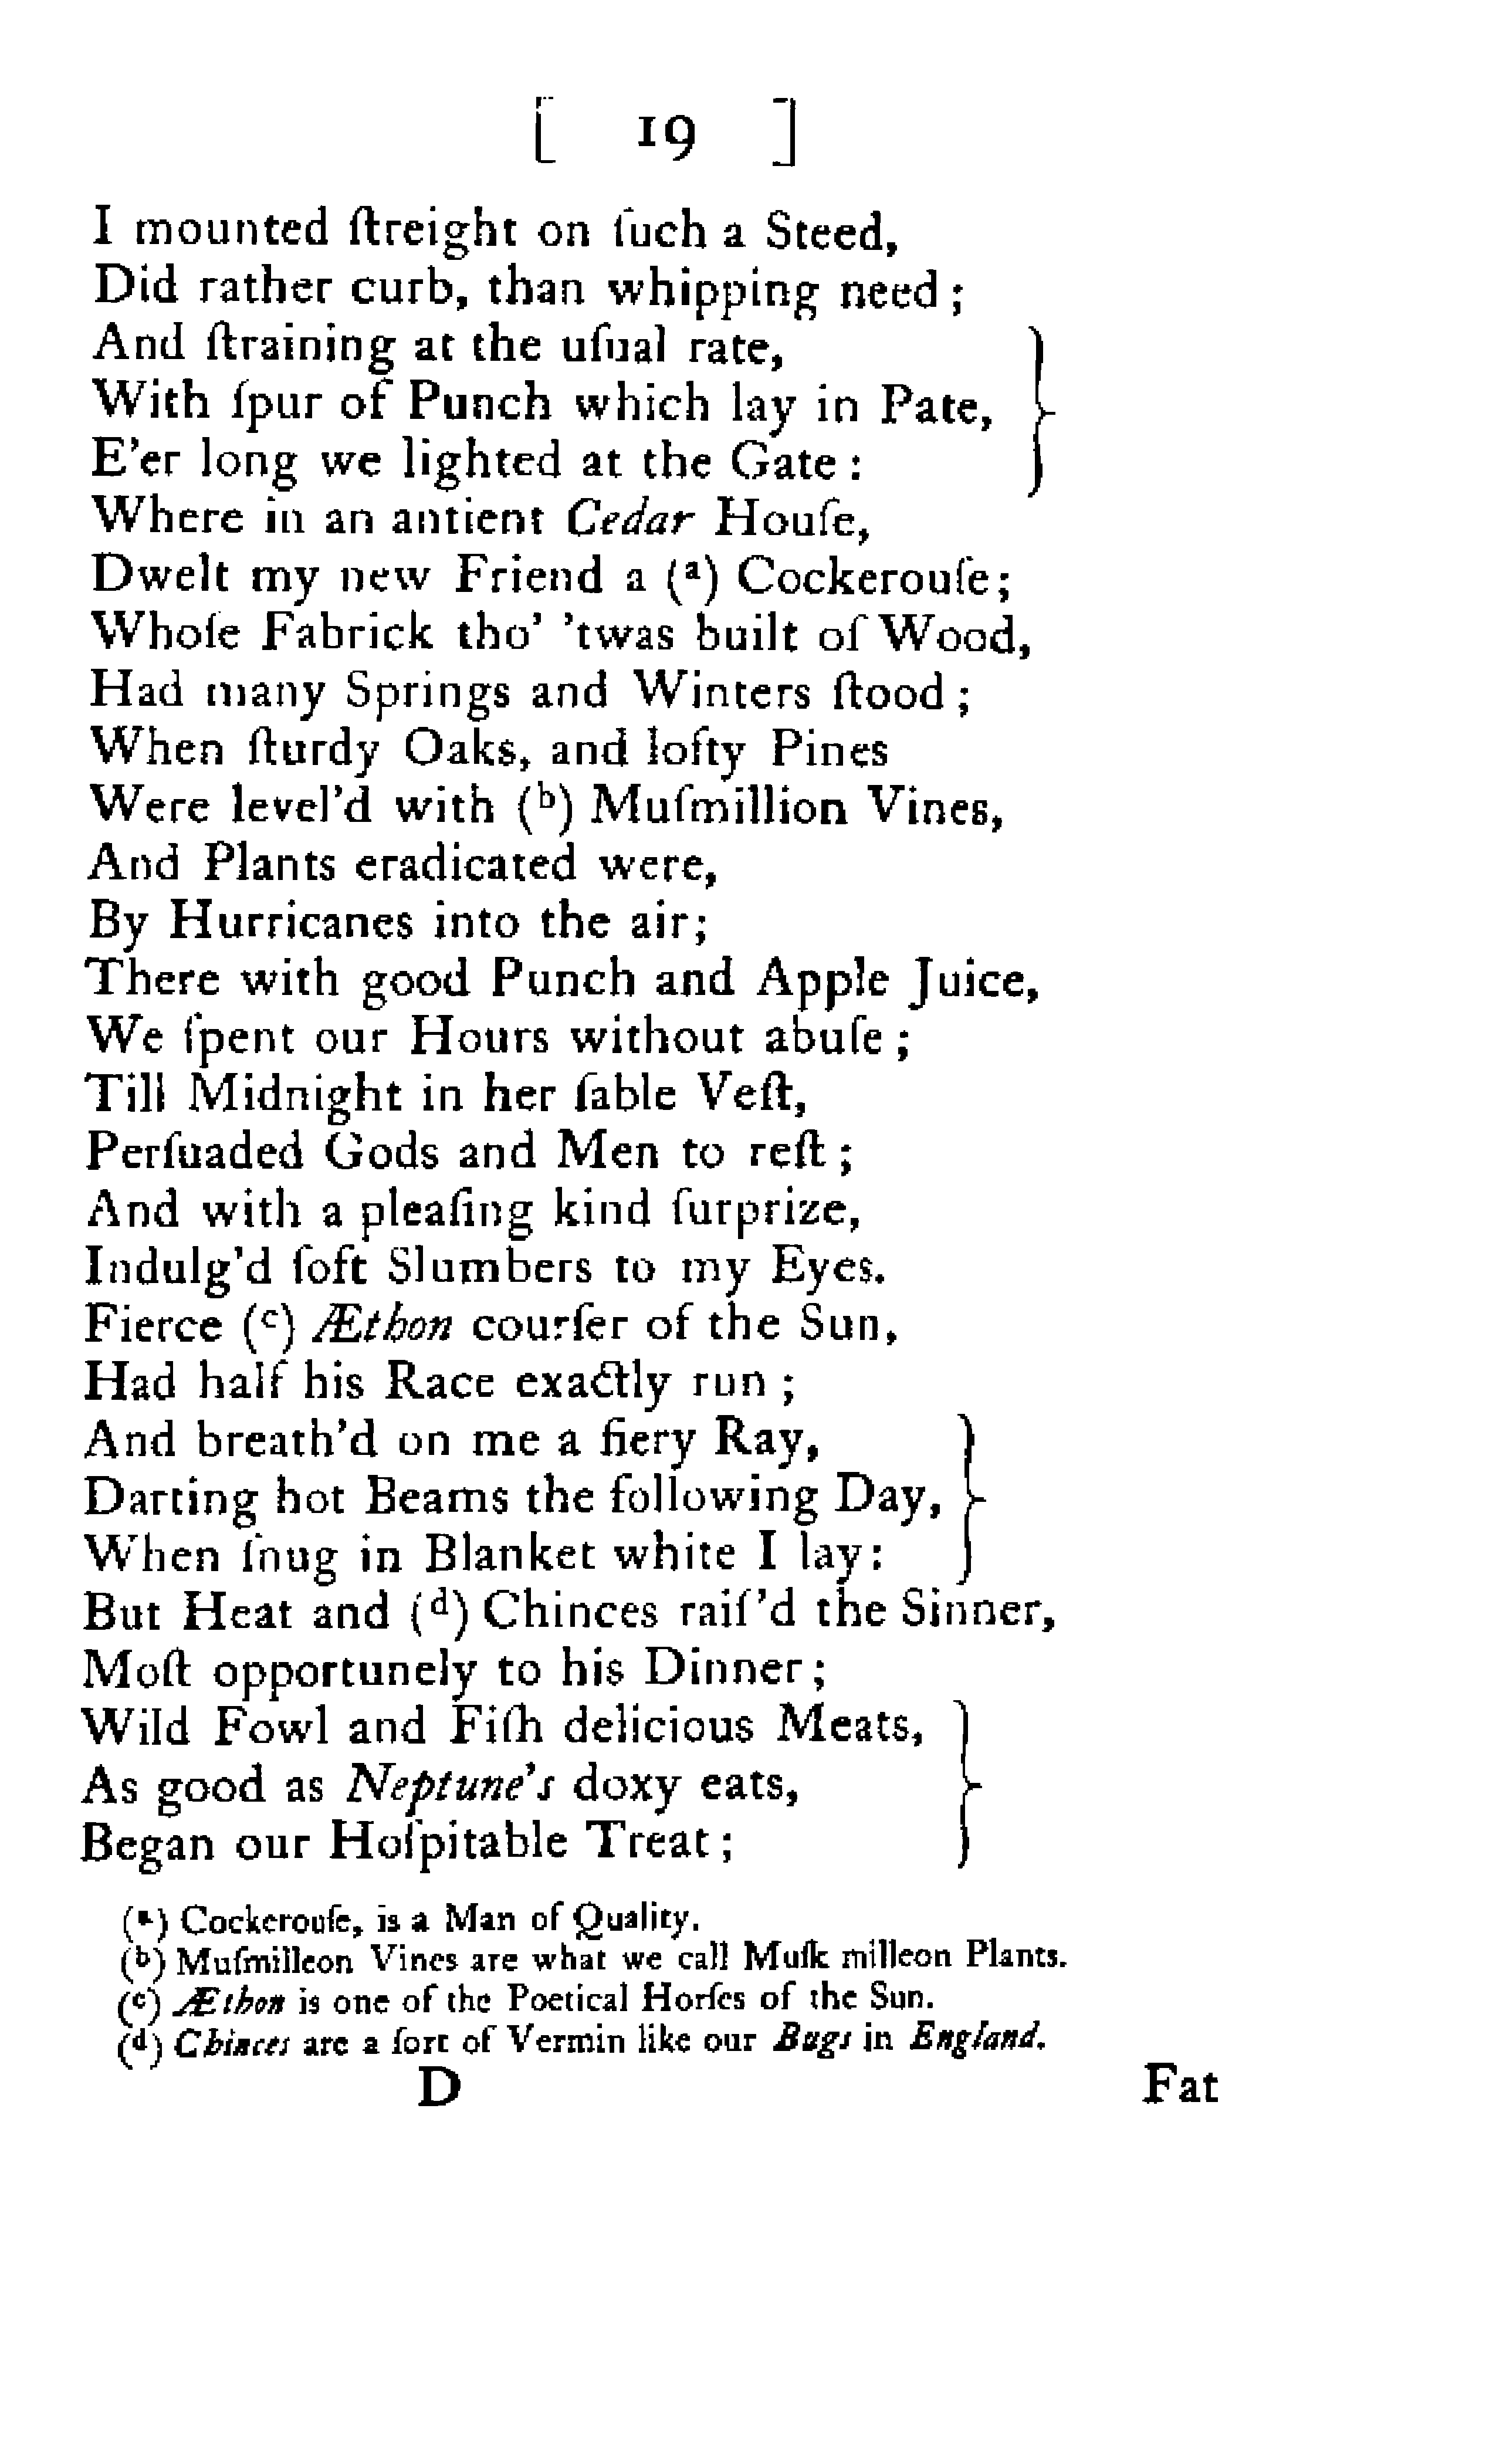 [ 19 ]
I mounted ſtreight on ſuch a Steed,
Did rather curb, than whipping need;
And ſtraining at the uſual rate,
With ſpur of Punch which lay in Pate,
E'er long we lighted at the Gate:
Where in an antient Cedar Houſe,
Dwelt my new Friend a (a) Cockerouſe;
Whoſe Fabrick tho' 'twas built of Wood,
Had many Springs and Winters ſtood;
When ſturdy Oaks, and lofty Pines
Were level'd with (b) Muſmillion Vines,
And Plants eradicated were,
By Hurricanes into the air;
There with good Punch and Apple Juice,
We ſpent our Hours without abuſe;
Till Midnight in her ſable Veſt,
Perſuaded Gods and Men to reſt;
And with a pleaſing kind ſurprize,
Indulg'd ſoft Slumbers to my Eyes.
Fierce (c) Æthon courſer of the Sun,
Had half his Race exactly run;
And breath'd on me a fiery Ray,
Darting hot Beams the following Day,
When ſnug in Blanket white I lay:
But Heat and (d) Chinces raiſ'd the Sinner,
Moſt opportunely to his Dinner;
Wild Fowl and Fiſh delicious Meats,
As good as Neptune's doxy eats,
Began our Hoſpitable Treat;
(a) Cockerouſe, is a Man of Quality.
(b) Muſmilleon Vines are what we call Muſk milleon Plants.
(c) Æthon is one of the Poetical Horſes of the Sun.
(d) Chinces are a ſort of Vermin like our Bugs in England.
D Fat